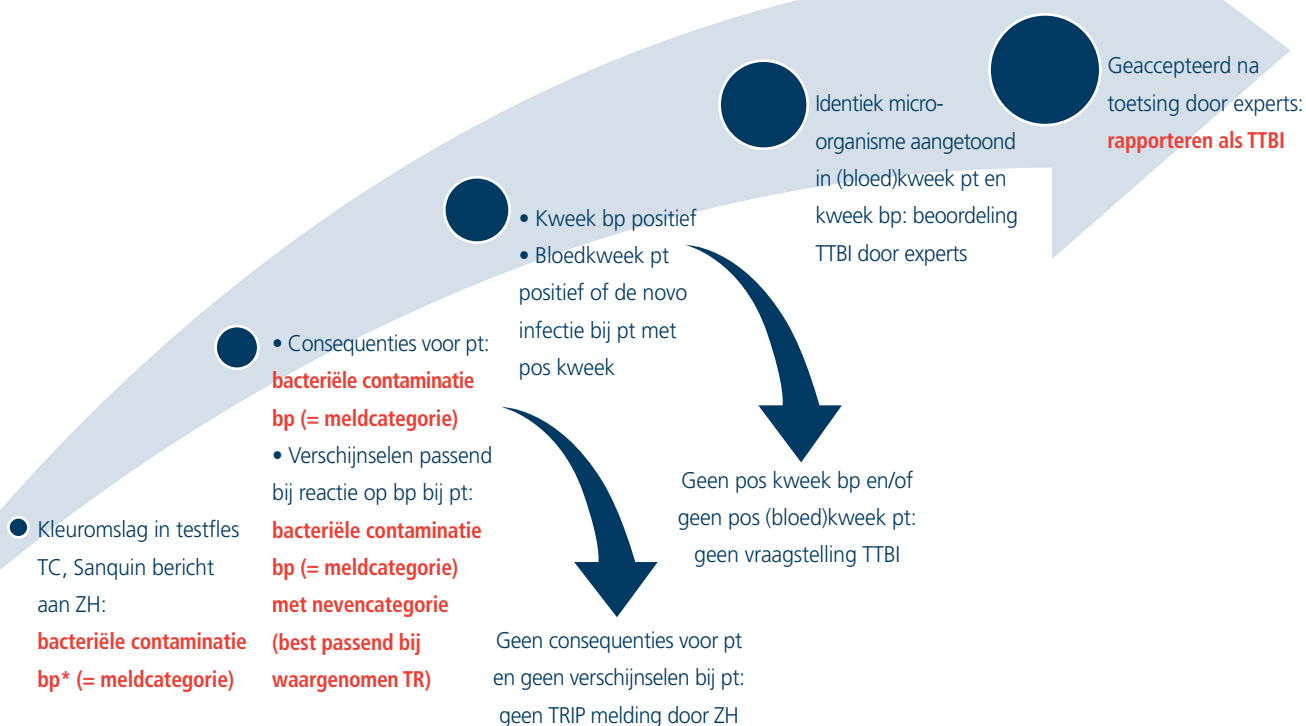 Kleuromslag in testfles
TC, Sanquin bericht
aan ZH:
bacteriële contaminatie
bp* (= meldcategorie)
• Consequenties voor pt:
bacteriële contaminatie
bp (= meldcategorie)
• Verschijnselen passend
bij reactie op bp bij pt:
bacteriële contaminatie
bp (= meldcategorie)
met nevencategorie
(best passend bij
waargenomen TR)
Geen consequenties voor pt
en geen verschijnselen bij pt:
geen TRIP melding door ZH
• Kweek bp positief
• Bloedkweek pt
positief of de novo
infectie bij pt met
pos kweek
Geen pos kweek bp en/of
geen pos (bloed)kweek pt:
geen vraagstelling TTBI
Identiek micro-
organisme aangetoond
in (bloed)kweek pt en
kweek bp: beoordeling
TTBI door experts
Geaccepteerd na
toetsing door experts:
rapporteren als TTBI